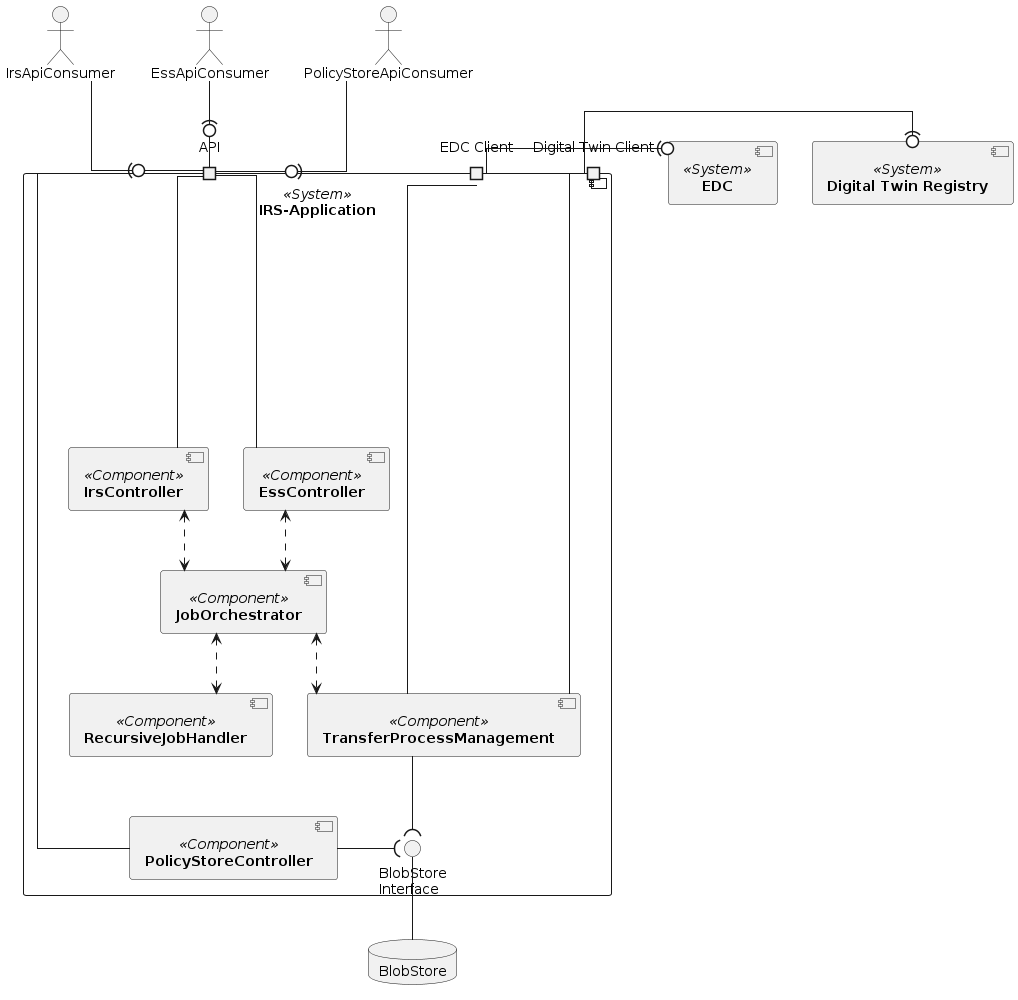 IrsApiConsumer
EssApiConsumer
PolicyStoreApiConsumer
API
EDC Client
Digital Twin Client
«System»
EDC
«System»
Digital Twin Registry
«System»
IRS-Application
«Component»
IrsController
«Component»
EssController
«Component»
JobOrchestrator
«Component»
RecursiveJobHandler
«Component»
TransferProcessManagement
«Component»
PolicyStoreController
BlobStore
Interface
BlobStore